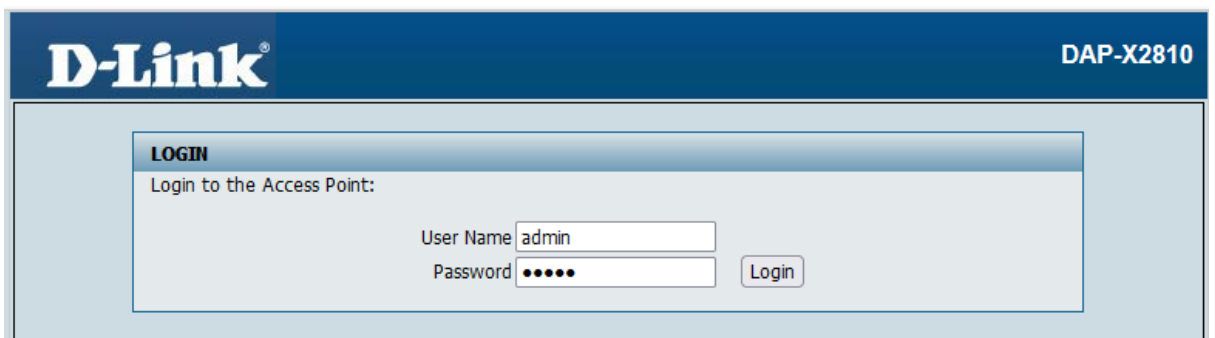 D-Link®
DAP-X2810
LOGIN
Login to the Access Point:
User Name admin
Password •••••
Login